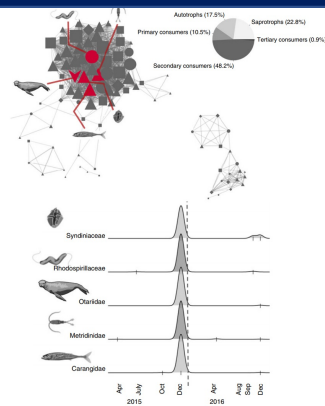 Autotrophs (17.5%)
Saprotrophs (22.8%)
Primary consumers (10.5%)
Tertiary consumers (0.9%)
Secondary consumers (48.2%)
Syndiniaceae
Rhodospirillaceae
Otariidae
Metridinidae
Carangidae
Apr July Oct Dec Apr Aug Sep Dec
2015 2016